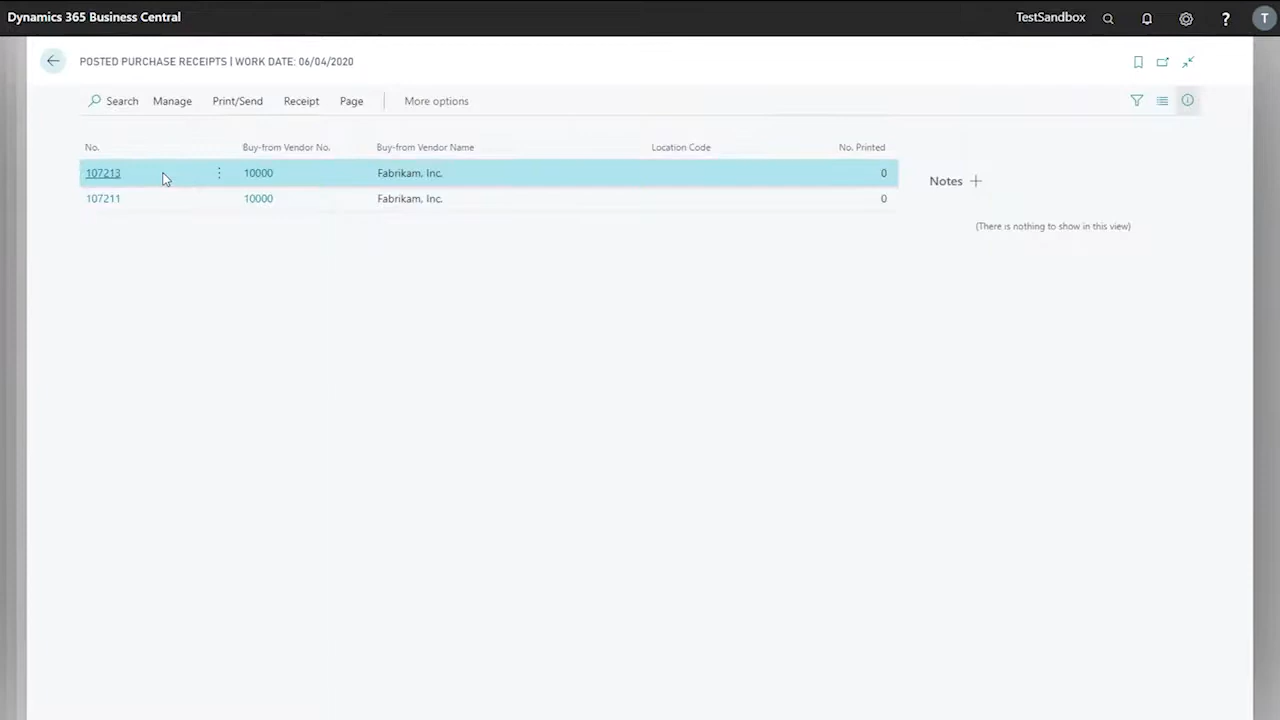 Dynamics 365 Business Central
TestSandbox
?
T
POSTED PURCHASE RECEIPTS | WORK DATE: 06/04/2020
Search Manage Print/Send Receipt Page More options
No. Buy-from Vendor No. Buy-from Vendor Name Location Code No. Printed
107213 10000 Fabrikam, Inc. 0
107211 10000 Fabrikam, Inc. 0
Notes
(There is nothing to show in this view)